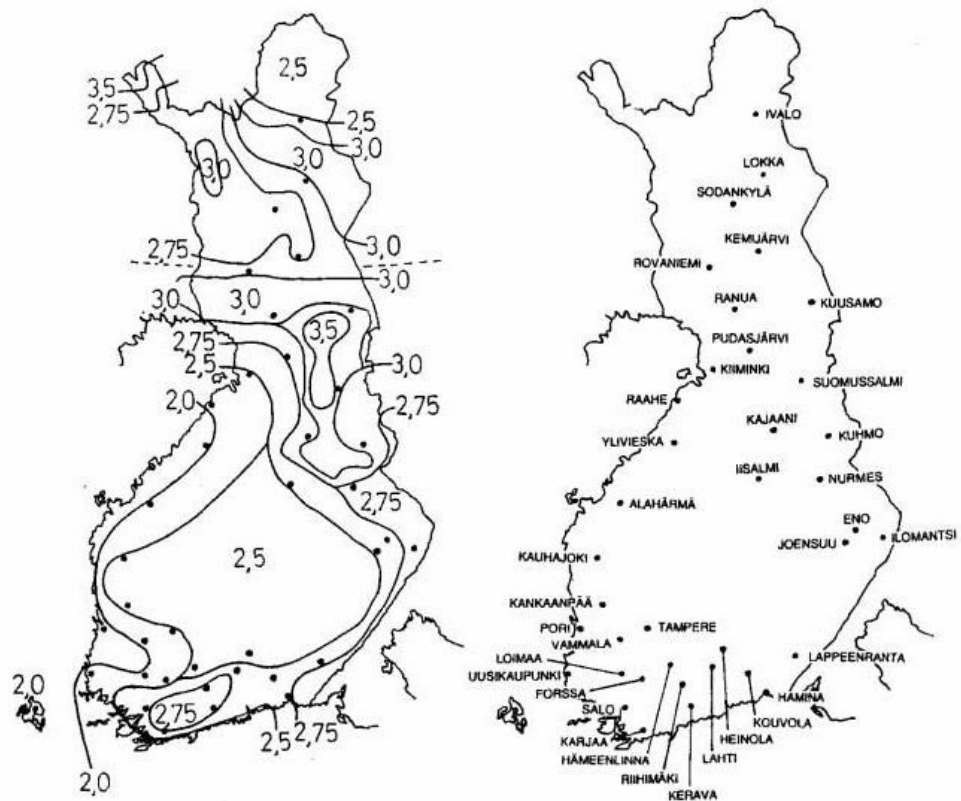 2,5
3,5
2,75
2,5
3,0
3,0
3,0
2,75
3,0
3,0
3,0
3,0
3,5
2,75
2,5
3,0
2,0
2,75
2,75
2,5
2,0
2,75
2,5
2,75
2,0
IVALO
LOKKA
SODANKYLÄ
KEMIJÄRVI
ROVANIEMI
RANUA
KUUSAMO
PUDASJÄRVI
KIIMINKI
SUOMUSSALMI
RAAHE
KAJAANI
YLIVIESKA
KUHMO
IISALMI
NURMES
ALAHÄRMÄ
ENO
JOENSUU
ILOMANTSI
KAUHAJOKI
KANKAANPÄÄ
PORI
TAMPERE
VAMMALA
LOIMAA
LAPPEENRANTA
UUSIKAUPUNKI
FORSSA
HAMINA
SALO
KOUVOLA
KARJAA
HEINOLA
HÄMEENLINNA
LAHTI
RIIHIMÄKI
KERAVA